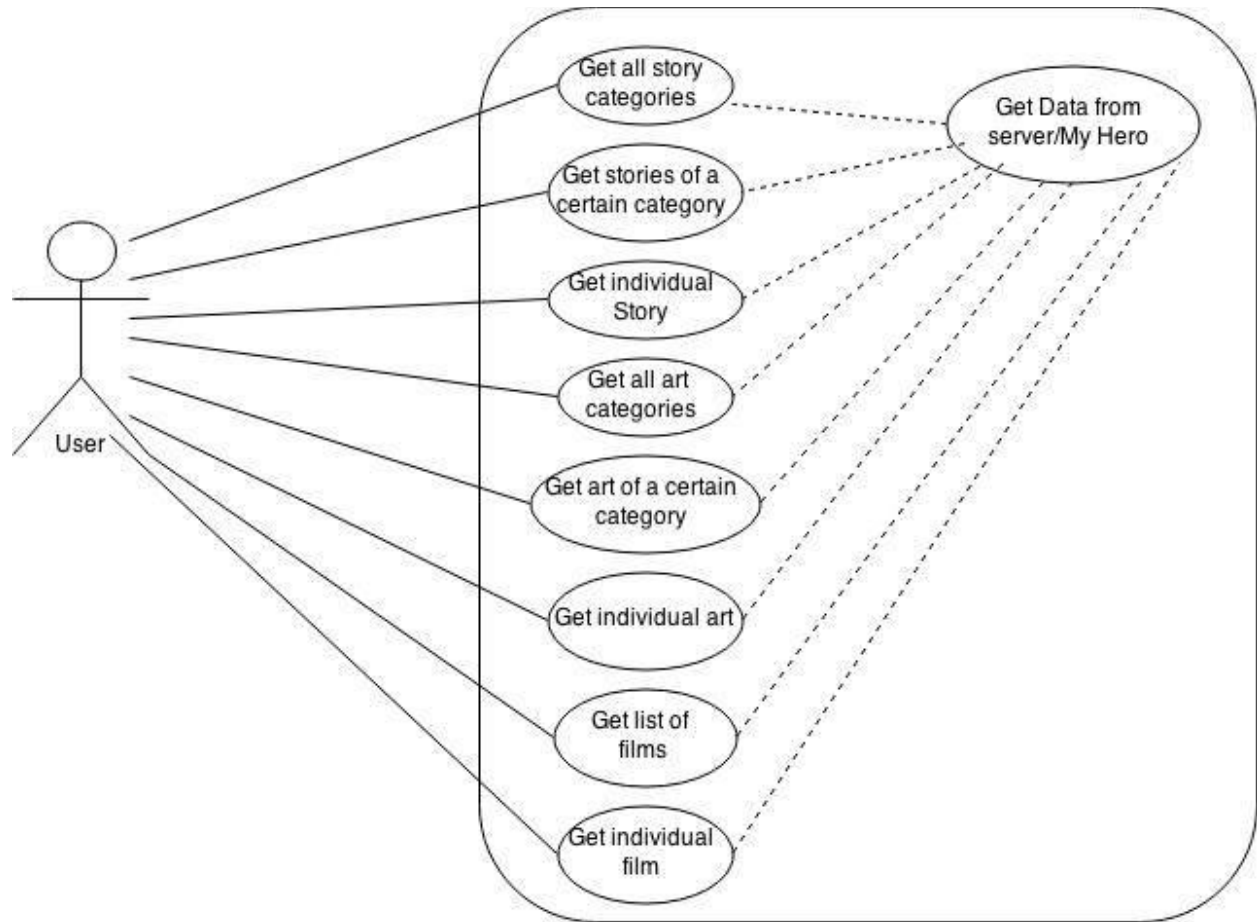 Get all story
categories
Get Data from
server/My Hero
Get stories of a
certain category
Get individual
Story
Get all art
categories
User
Get art of a certain
category
Get individual art
Get list of
films
Get individual
film